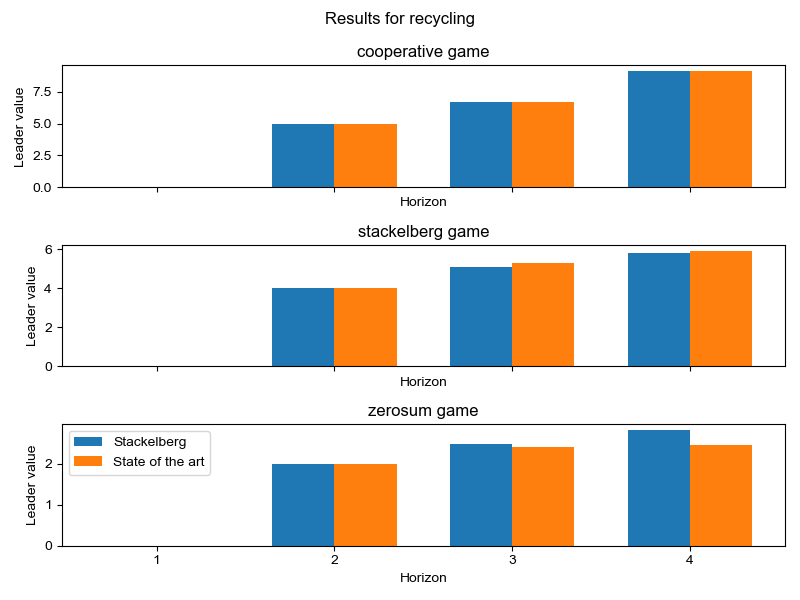 Results for recycling
cooperative game
7.5
5.0
2.5
0.0
Leader value
Horizon
stackelberg game
6
4
2
0
Leader value
Horizon
zerosum game
Stackelberg
State of the art
2
1
0
Leader value
1 2 3 4
Horizon